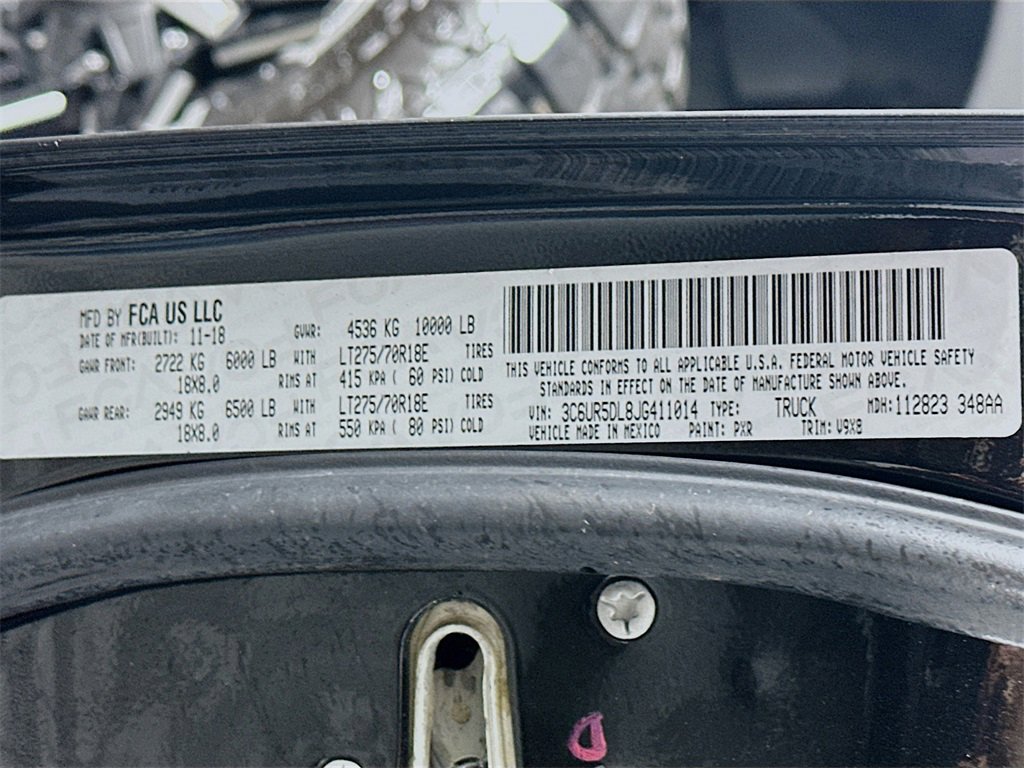 MFD BY FCA US LLC
DATE OF MFR(BUILT): 11-18 GVWR: 4536 KG 10000 LB
GAWR FRONT: 2722 KG 6000 LB WITH LT275/70R18E TIRES
18X8.0 RIMS AT 415 KPA ( 60 PSI) COLD
GAWR REAR: 2949 KG 6500 LB WITH LT275/70R18E TIRES
18X8.0 RIMS AT 550 KPA ( 80 PSI) COLD
THIS VEHICLE CONFORMS TO ALL APPLICABLE U.S.A. FEDERAL MOTOR VEHICLE SAFETY
STANDARDS IN EFFECT ON THE DATE OF MANUFACTURE SHOWN ABOVE.
VIN: 3C6UR5DL8JG411014 TYPE: TRUCK MDH: 112823 348AA
VEHICLE MADE IN MEXICO PAINT: PXR TRIM: V9X8